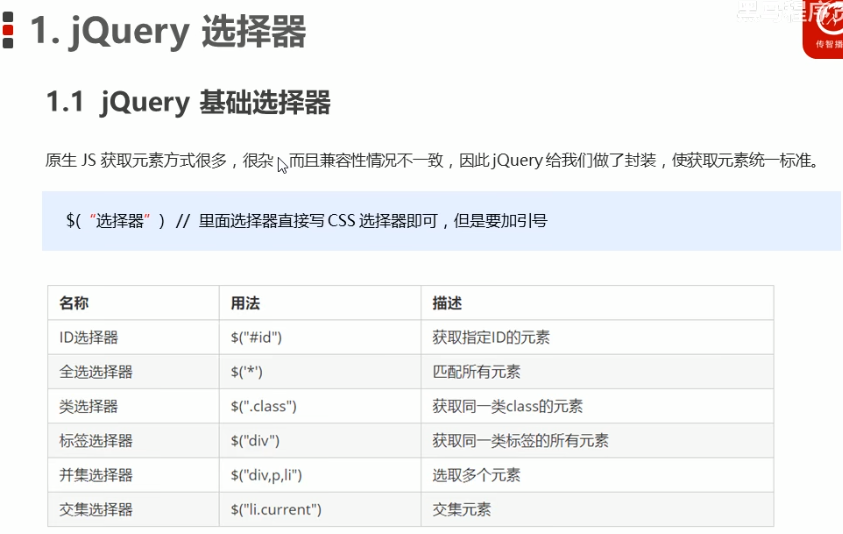 1. jQuery 选择器
1.1 jQuery 基础选择器
原生 JS 获取元素方式很多，很杂，而且兼容性情况不一致，因此 jQuery 给我们做了封装，使获取元素统一标准。
$(“选择器”) // 里面选择器直接写 CSS 选择器即可，但是要加引号
名称 用法 描述
ID选择器 $("#id") 获取指定ID的元素
全选选择器 $('*') 匹配所有元素
类选择器 $(".class") 获取同一类class的元素
标签选择器 $("div") 获取同一类标签的所有元素
并集选择器 $("div,p,li") 选取多个元素
交集选择器 $("li.current") 交集元素